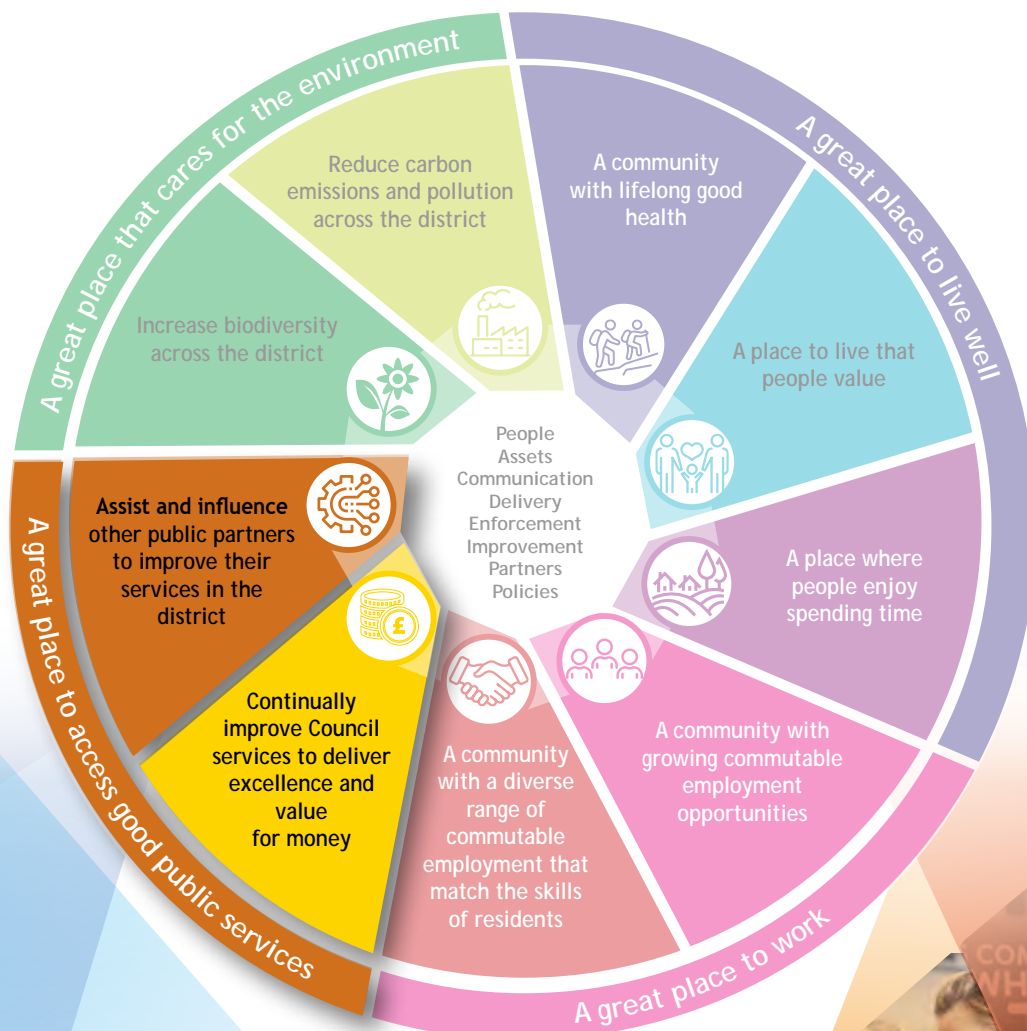 A great place that cares for the environment
Reduce carbon
emissions and pollution
across the district
Increase biodiversity
across the district
A great place to live well
A community
with lifelong good
health
A place to live that
people value
A place where
people enjoy
spending time
People
Assets
Communication
Delivery
Enforcement
Improvement
Partners
Policies
A great place to access good public services
Assist and influence
other public partners
to improve their
services in the
district
£
Continually
improve Council
services to deliver
excellence and
value
for money
A great place to work
A community
with a diverse
range of
commutable
employment that
match the skills
of residents
A community with
growing commutable
employment
opportunities